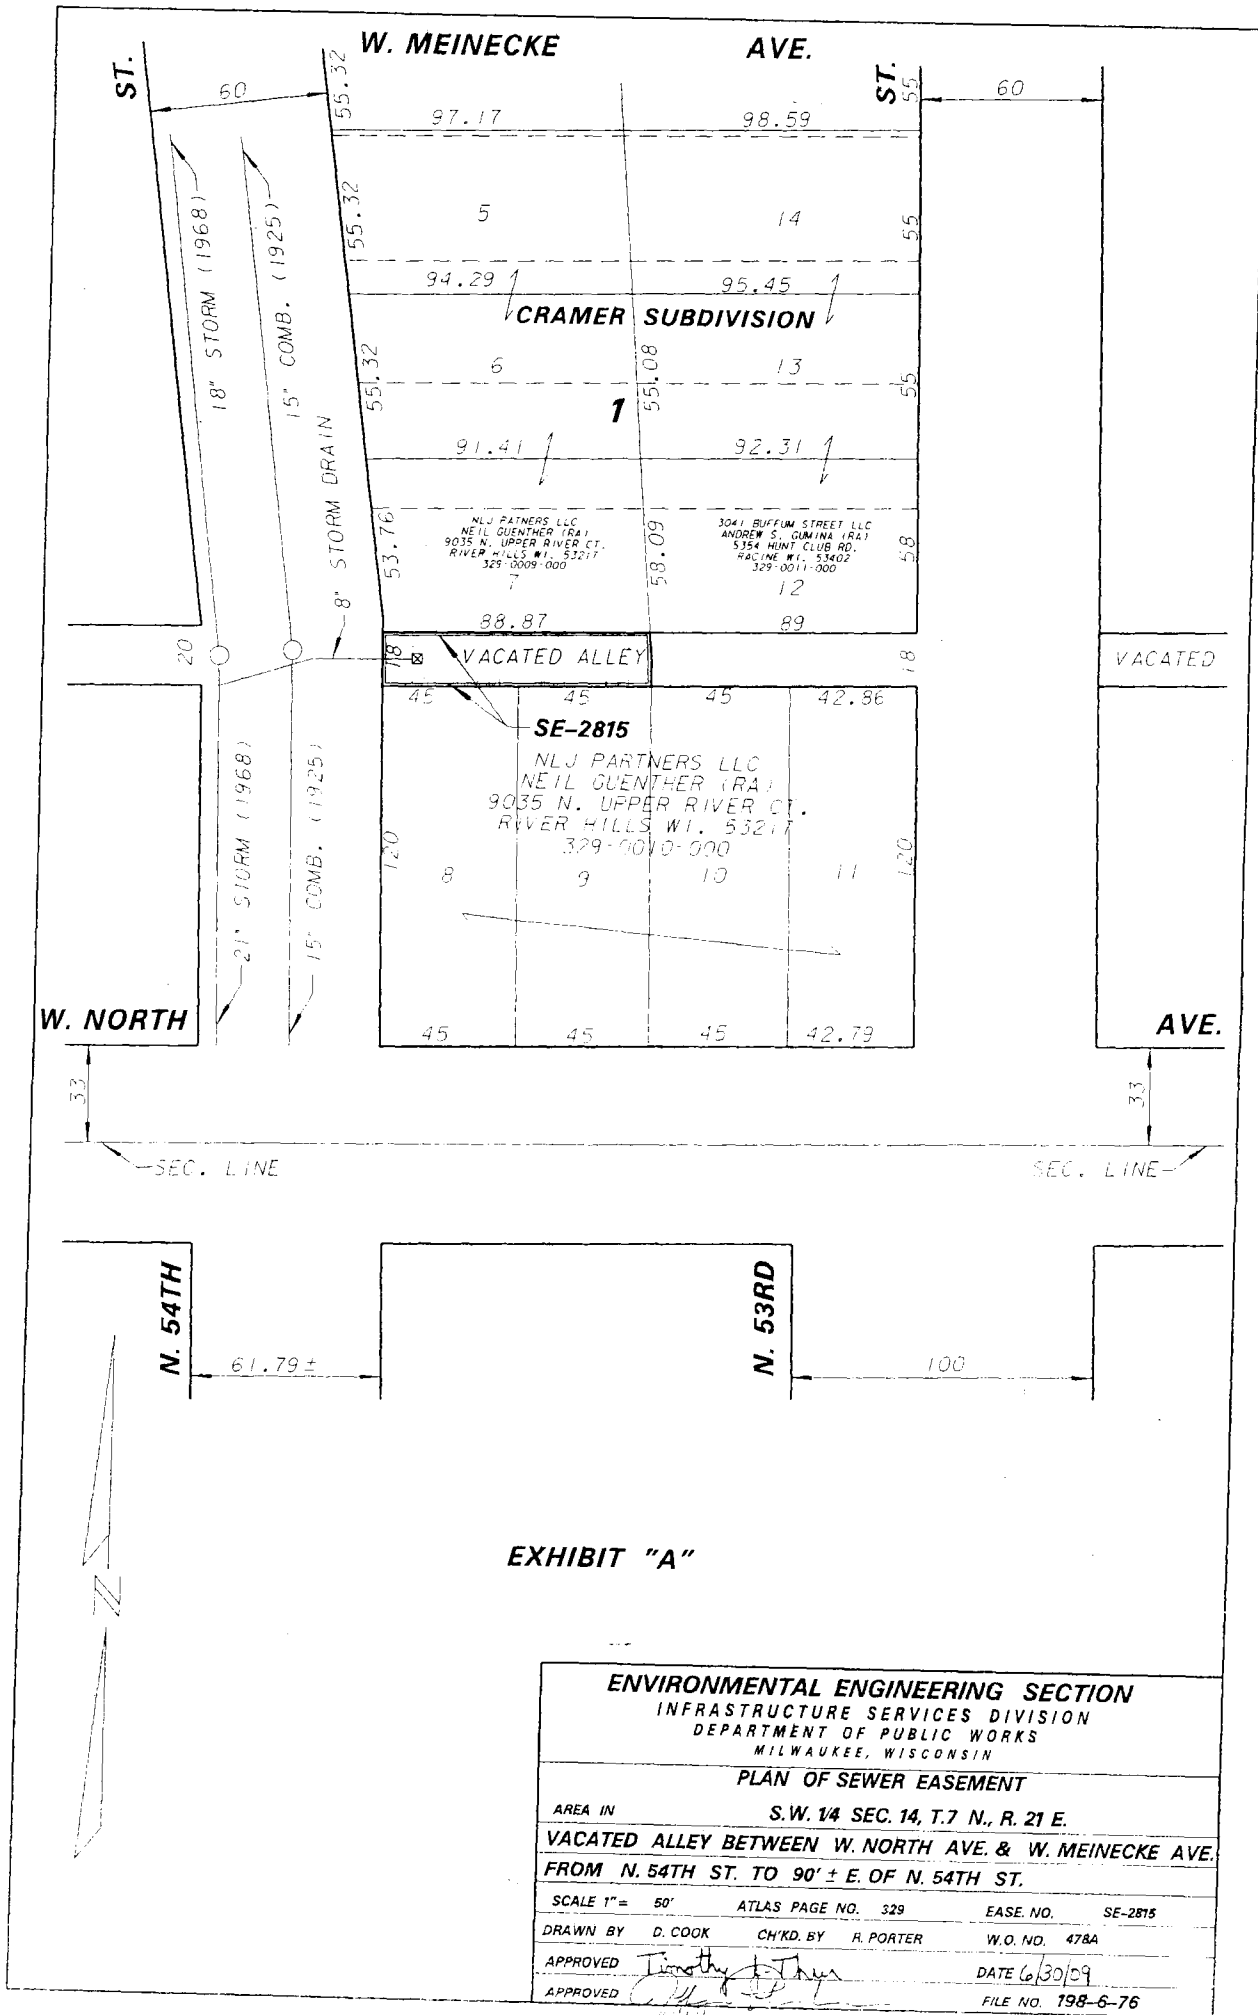 W. MEINECKE AVE.
ST.
60
55.32
97.17
98.59
ST.
55
60
18" STORM (1968)
15" COMB. (1925)
55.32
5
14
55
94.29
95.45
CRAMER SUBDIVISION
55.32
6
55.08
13
55
1
8" STORM DRAIN
91.41
92.31
53.76
NLJ PATNERS LLC
NEIL GUENTHER (RA)
9035 N. UPPER RIVER CT.
RIVER HILLS WI. 53217
329-0009-000
7
58.09
3041 BUFFUM STREET LLC
ANDREW S. GUMINA (RA)
5354 HUNT CLUB RD.
RACINE WI. 53402
329-0011-000
12
58
88.87
89
20
18
VACATED ALLEY
18
VACATED
45
45
45
42.86
SE-2815
NLJ PARTNERS LLC
NEIL GUENTHER (RA)
9035 N. UPPER RIVER CT.
RIVER HILLS WI. 53217
329-0010-000
21" STORM (1968)
15" COMB. (1925)
120
8
9
10
11
120
W. NORTH
AVE.
45
45
45
42.79
33
33
SEC. LINE
SEC. LINE
N. 54TH
N. 53RD
61.79±
100
N
EXHIBIT "A"
ENVIRONMENTAL ENGINEERING SECTION
INFRASTRUCTURE SERVICES DIVISION
DEPARTMENT OF PUBLIC WORKS
MILWAUKEE, WISCONSIN
PLAN OF SEWER EASEMENT
AREA IN S.W. 1/4 SEC. 14, T.7 N., R. 21 E.
VACATED ALLEY BETWEEN W. NORTH AVE. & W. MEINECKE AVE.
FROM N. 54TH ST. TO 90' ± E. OF N. 54TH ST.
SCALE 1"= 50' ATLAS PAGE NO. 329 EASE. NO. SE-2815
DRAWN BY D. COOK CH'KD. BY R. PORTER W.O. NO. 478A
APPROVED Timothy J. Thur DATE 6/30/09
APPROVED FILE NO. 198-6-76